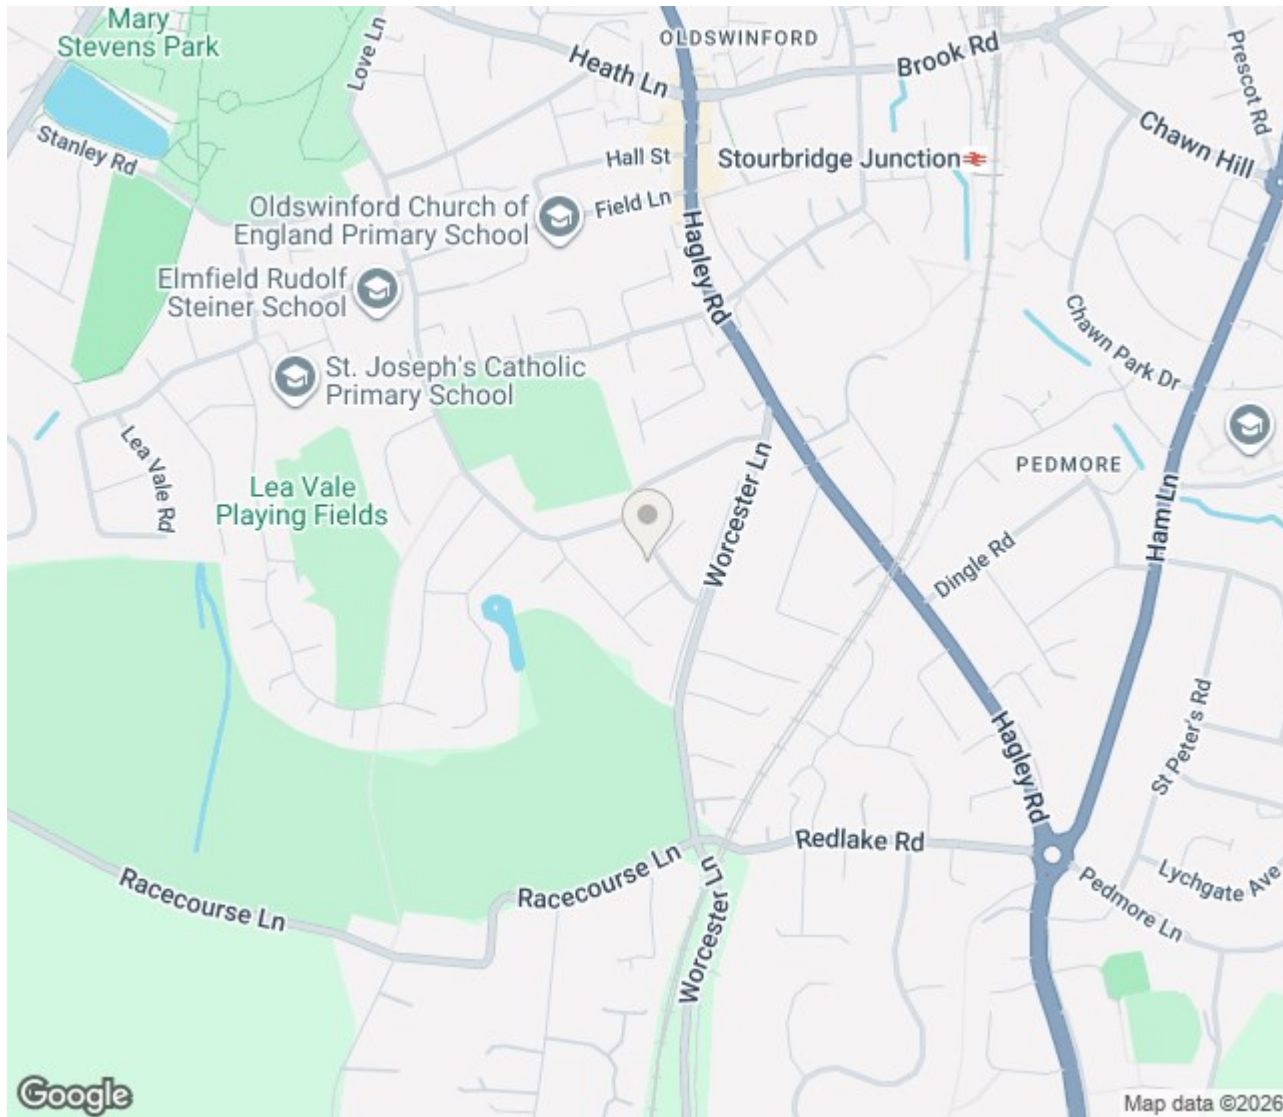 Mary
Stevens Park
Love Ln
Heath Ln
OLDSWINFORD
Brook Rd
Prescot Rd
Chawn Hill
Stanley Rd
Hall St
Stourbridge Junction
Oldswinford Church of
England Primary School
Field Ln
Hagley Rd
Elmfield Rudolf
Steiner School
St. Joseph's Catholic
Primary School
Chawn Park Dr
Lea Vale Rd
Lea Vale
Playing Fields
Worcester Ln
PEDMORE
Ham Ln
Dingle Rd
St Peter's Rd
Hagley Rd
Redlake Rd
Racecourse Ln
Racecourse Ln
Worcester Ln
Lychgate Ave
Pedmore Ln
Google
Map data ©2026